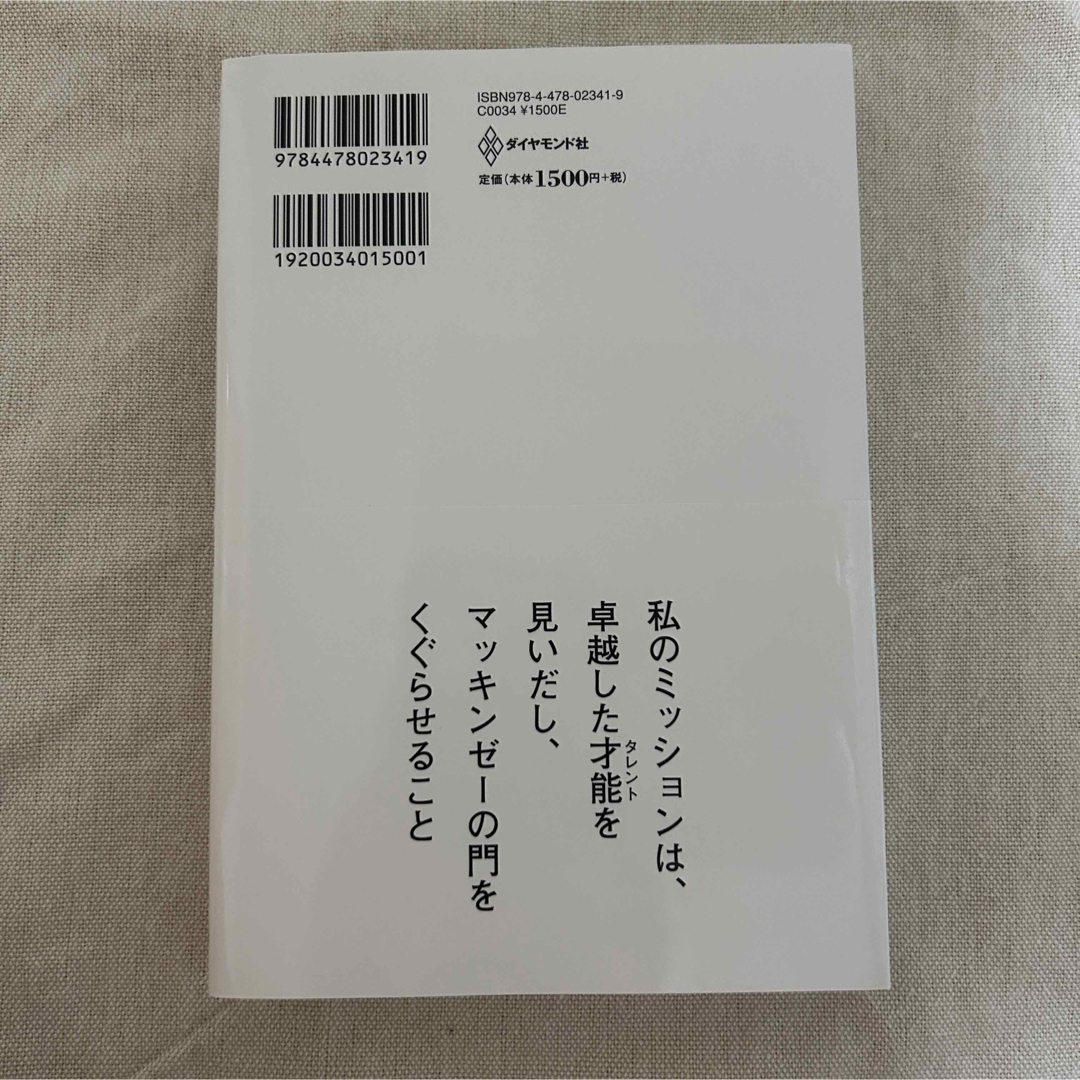 9784478023419
1920034015001
ISBN978-4-478-02341-9
C0034 ¥1500E
ダイヤモンド社
定価(本体1500円+税)
私のミッションは、
卓越した才能を
タレント
見いだし、
マッキンゼーの門を
くぐらせること